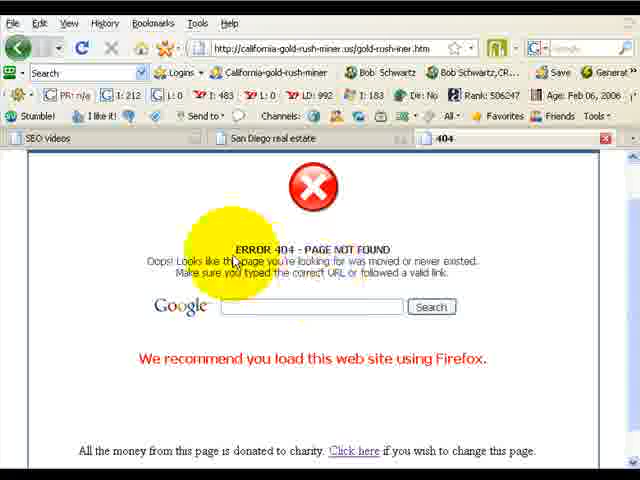 File Edit View History Bookmarks Tools Help
http://california-gold-rush-miner.us/gold-rush-iner.htm Google
Search Logins California-gold-rush-miner Bob Schwartz Bob Schwartz,CR... Save Generat
PR: n/a I: 212 L: 0 I: 483 L: 0 LD: 992 I: 183 Dir: No Rank: 506247 Age: Feb 06, 2006
Stumble! I like it! Send to Channel: All Favorites Friends Tools
SEO videos San Diego real estate 404
ERROR 404 - PAGE NOT FOUND
Oops! Looks like the page you're looking for was moved or never existed.
Make sure you typed the correct URL or followed a valid link.
Google Search
We recommend you load this web site using Firefox.
All the money from this page is donated to charity. Click here if you wish to change this page.